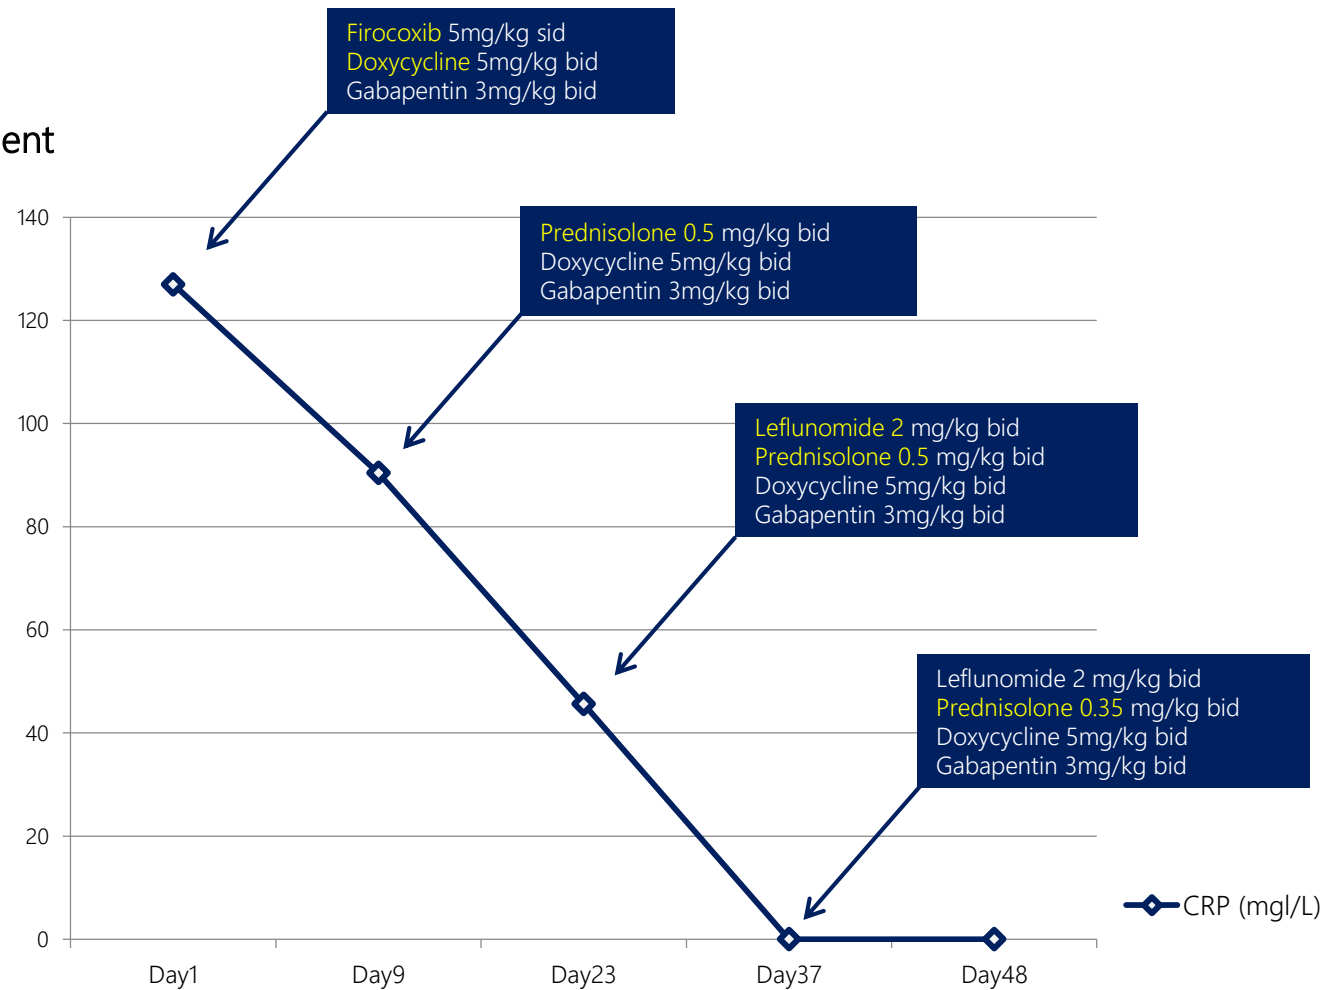 Firocoxib 5mg/kg sid
Doxycycline 5mg/kg bid
Gabapentin 3mg/kg bid
ent
Prednisolone 0.5 mg/kg bid
Doxycycline 5mg/kg bid
Gabapentin 3mg/kg bid
Leflunomide 2 mg/kg bid
Prednisolone 0.5 mg/kg bid
Doxycycline 5mg/kg bid
Gabapentin 3mg/kg bid
Leflunomide 2 mg/kg bid
Prednisolone 0.35 mg/kg bid
Doxycycline 5mg/kg bid
Gabapentin 3mg/kg bid
140
120
100
80
60
40
20
0
Day1
Day9
Day23
Day37
Day48
CRP (mgl/L)